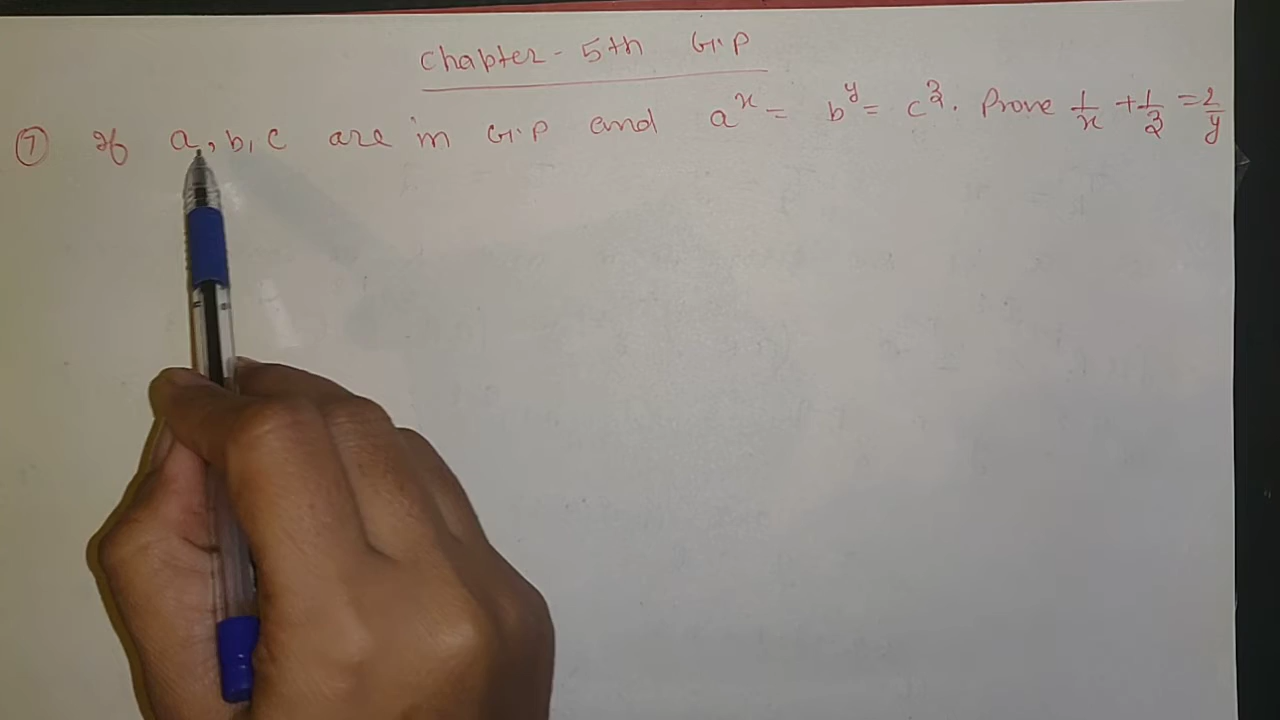 Chapter - 5th G.P
⑦ If a, b, c are in G.P and a^x = b^y = c^z. Prove 1/x + 1/z = 2/y